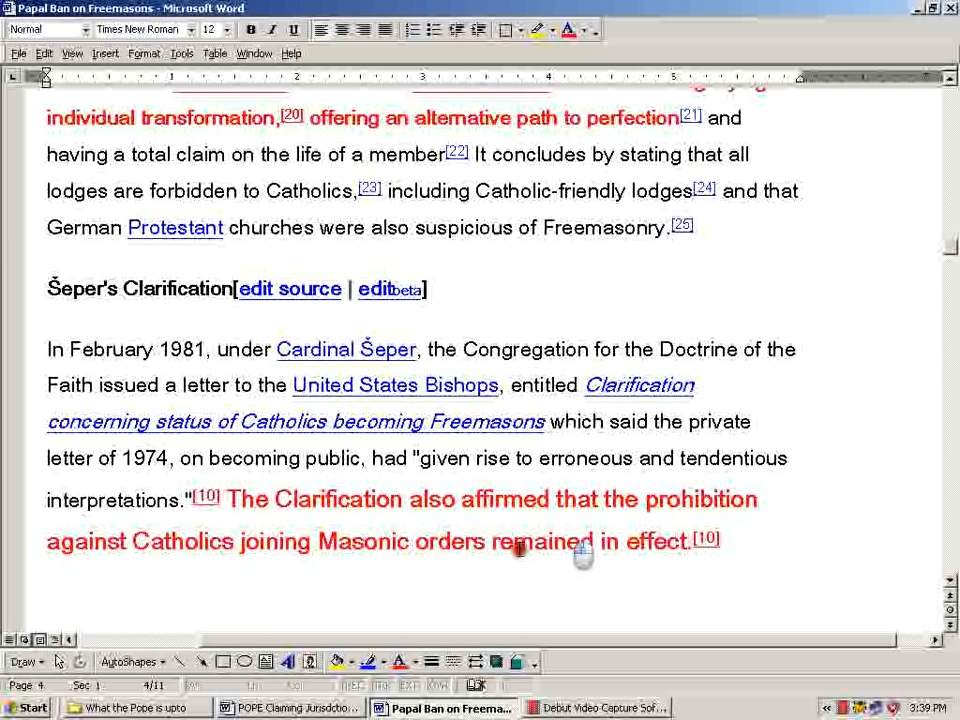 Papal Ban on Freemasons - Microsoft Word
Normal Times New Roman 12 B I U A
File Edit View Insert Format Tools Table Window Help
1 2 3 4 5 7
individual transformation,[20] offering an alternative path to perfection[21] and
having a total claim on the life of a member[22] It concludes by stating that all
lodges are forbidden to Catholics,[23] including Catholic-friendly lodges[24] and that
German Protestant churches were also suspicious of Freemasonry.[25]
Šeper's Clarification[edit source | editbeta]
In February 1981, under Cardinal Šeper, the Congregation for the Doctrine of the
Faith issued a letter to the United States Bishops, entitled Clarification
concerning status of Catholics becoming Freemasons which said the private
letter of 1974, on becoming public, had "given rise to erroneous and tendentious
interpretations."[10] The Clarification also affirmed that the prohibition
against Catholics joining Masonic orders remained in effect.[10]
Draw AutoShapes A A
Page 4 Sec 1 4/11
Start What the Pope is upto POPE Claiming Jurisdction... Papal Ban on Freema... Debut Video Capture Sof... 3:39 PM